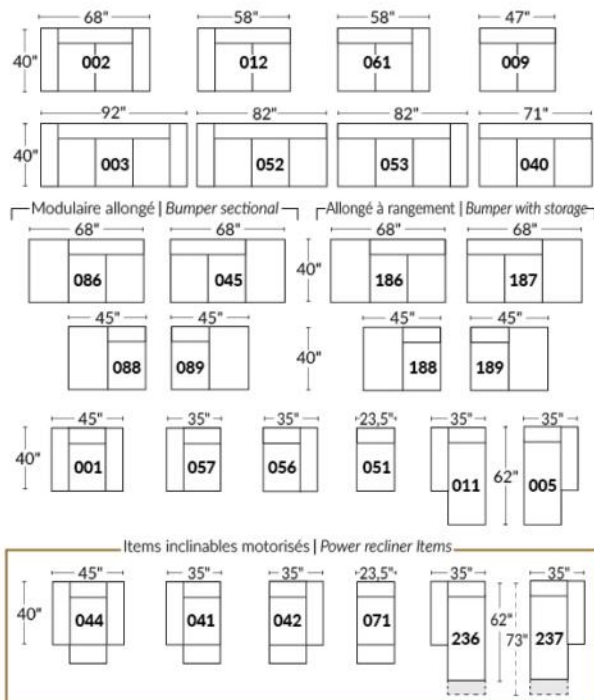 68" 58" 58" 47"
40" 002 012 061 009
92" 82" 82" 71"
40" 003 052 053 040
Modulaire allongé | Bumper sectional Allongé à rangement | Bumper with storage
68" 68" 68" 68"
086 045 40" 186 187
45" 45" 45" 45"
088 089 40" 188 189
45" 35" 35" 23,5" 35" 35"
40" 001 057 056 051 011 62" 005
Items inclinables motorisés | Power recliner Items
45" 35" 35" 23,5" 35" 35"
40" 044 041 042 071 236 62" 73" 237